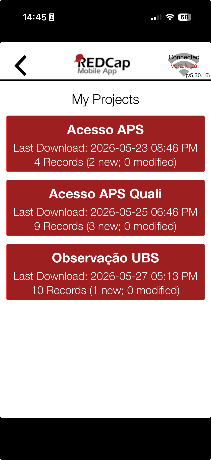 14:45
61
REDCap
Mobile App
Connected
My Projects
Acesso APS
Last Download: 2026-05-23 08:46 PM
4 Records (2 new; 0 modified)
Acesso APS Quali
Last Download: 2026-05-25 06:46 PM
9 Records (3 new; 0 modified)
Observação UBS
Last Download: 2026-05-27 05:13 PM
10 Records (1 new; 0 modified)